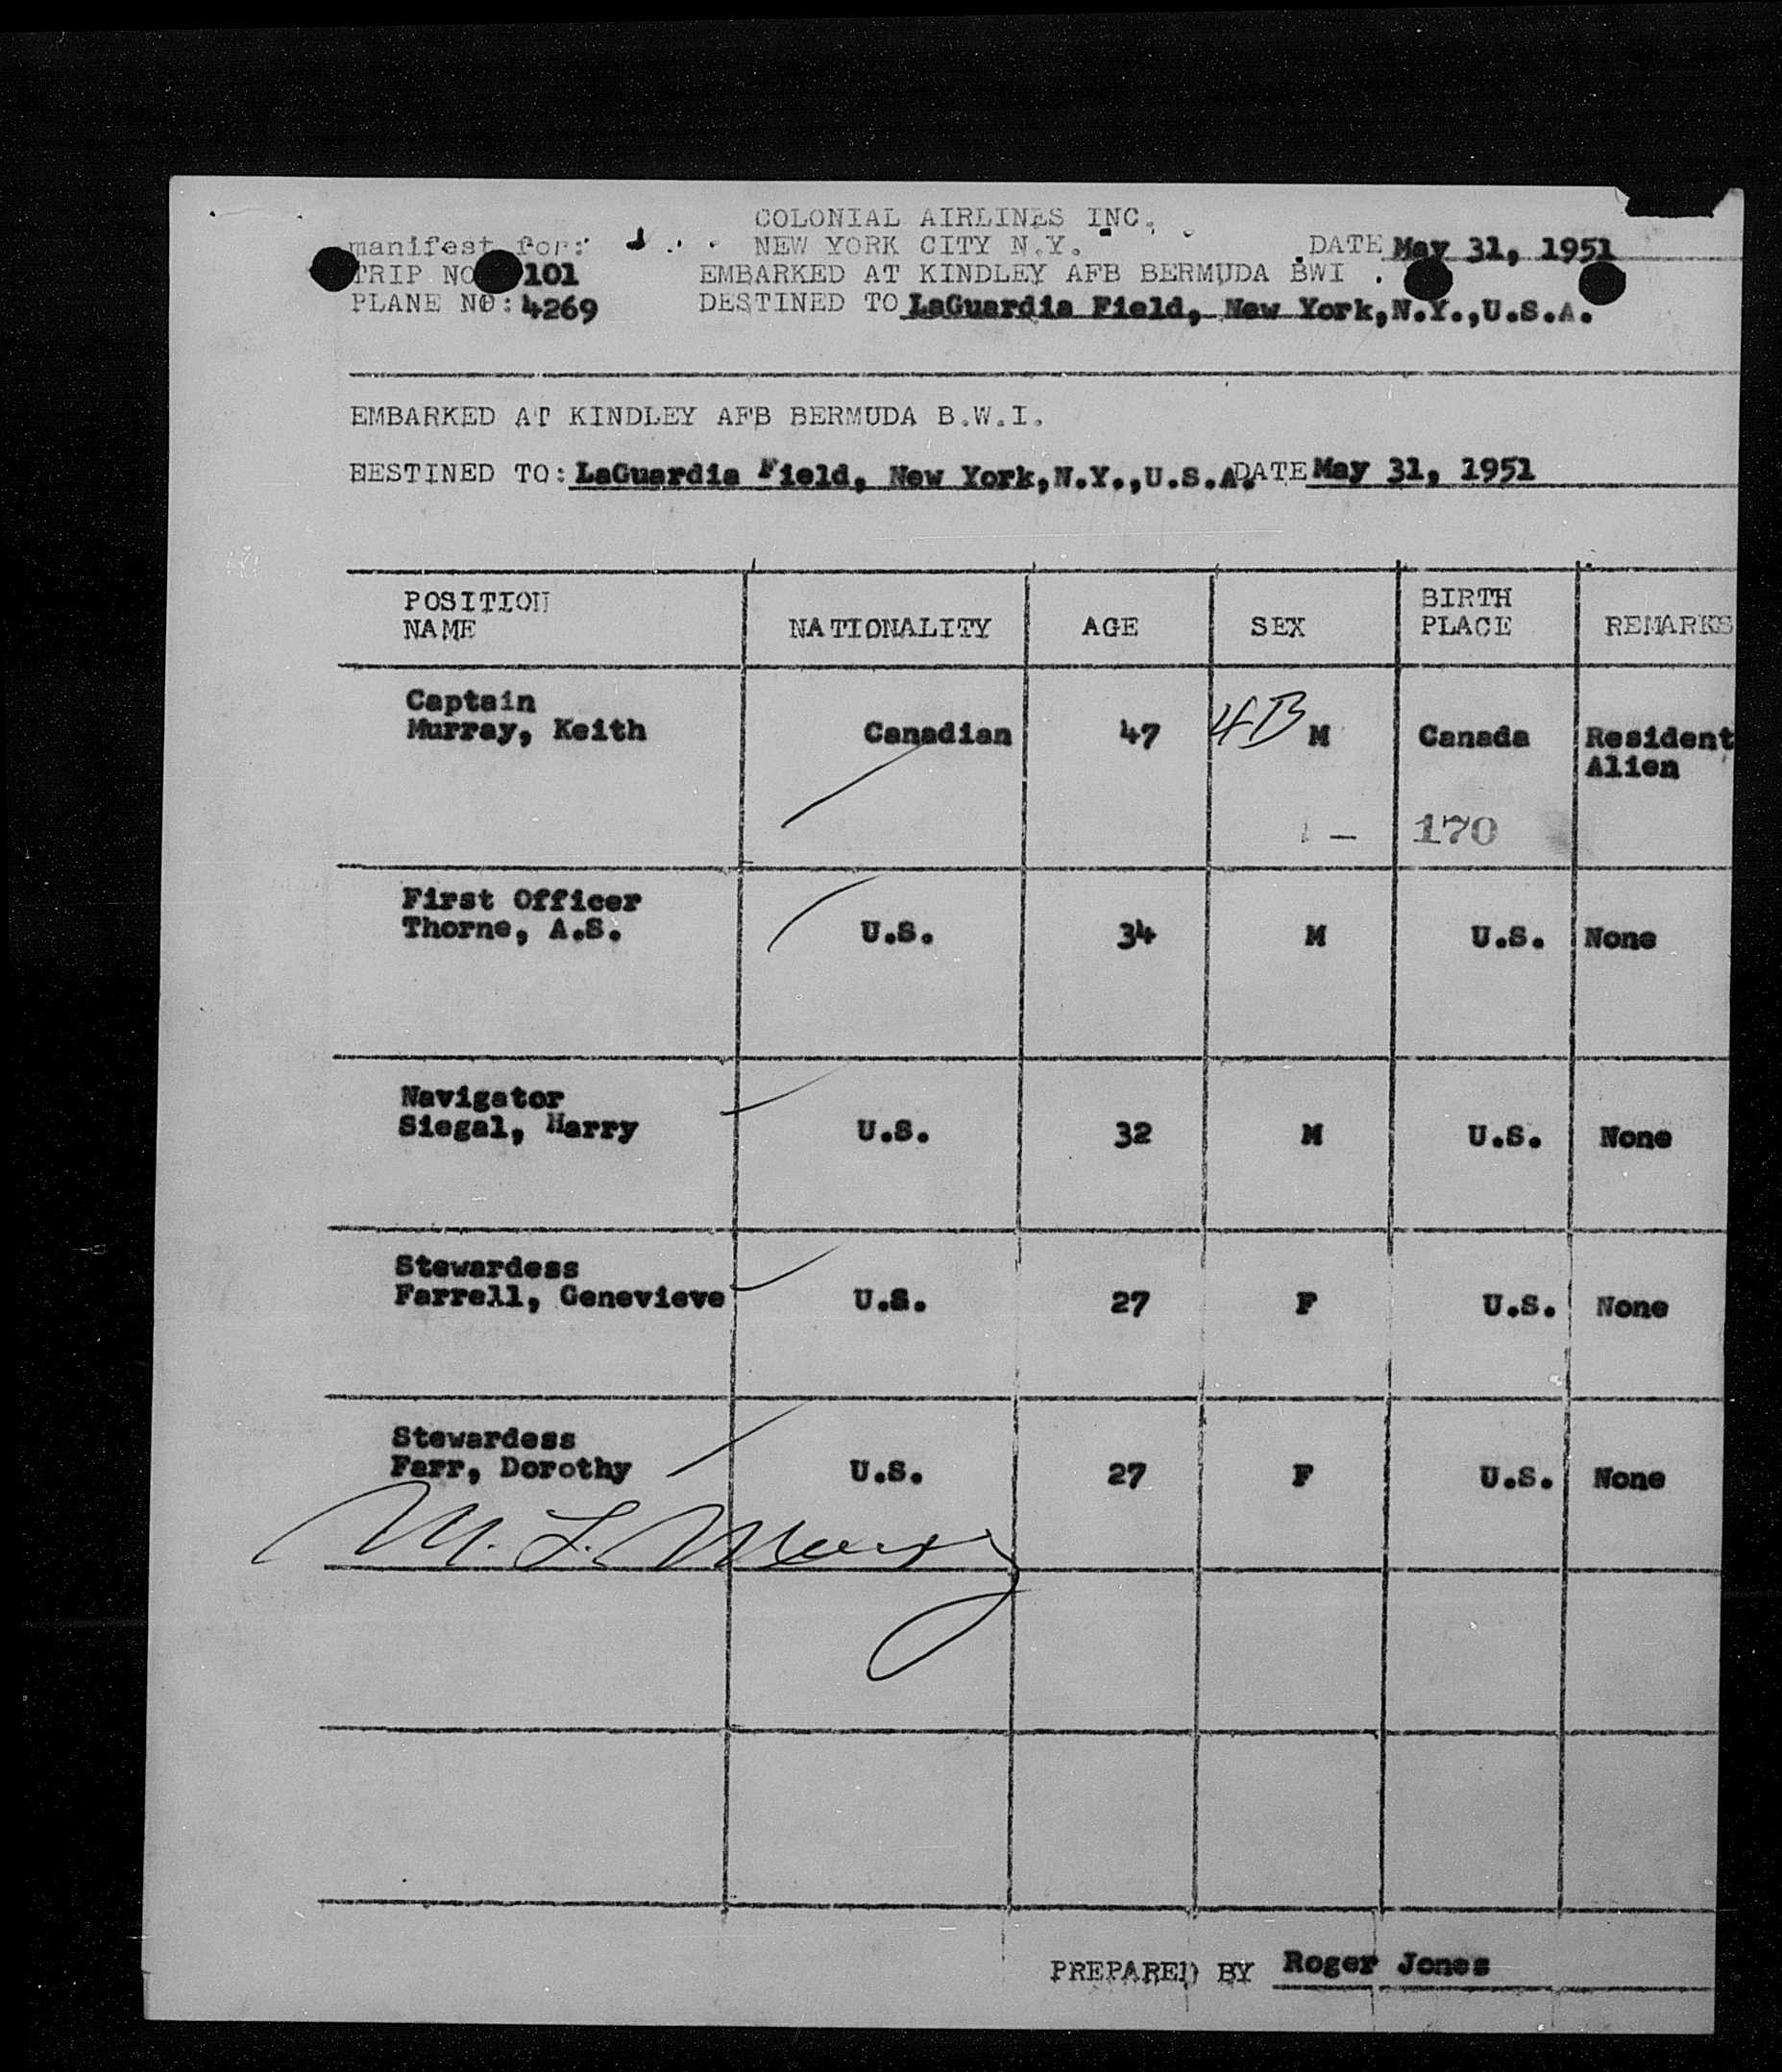 COLONIAL AIRLINES INC.
manifest for: NEW YORK CITY N.Y. DATE May 31, 1951
TRIP NO 101 EMBARKED AT KINDLEY AFB BERMUDA BWI .
PLANE NO: 4269 DESTINED TO LaGuardia Field, New York,N.Y.,U.S.A.
EMBARKED AT KINDLEY AFB BERMUDA B.W.I.
EESTINED TO: LaGuardia Field, New York,N.Y.,U.S.A. DATE May 31, 1951
POSITION BIRTH
NAME NATIONALITY AGE SEX PLACE REMARKS
Captain 4B
Murray, Keith Canadian 47 M Canada Resident
Alien
1 - 170
First Officer
Thorne, A.S. U.S. 34 M U.S. None
Navigator
Siegal, Harry U.S. 32 M U.S. None
Stewardess
Farrell, Genevieve U.S. 27 F U.S. None
Stewardess
Farr, Dorothy U.S. 27 F U.S. None
M. L.
PREPARED BY Roger Jones